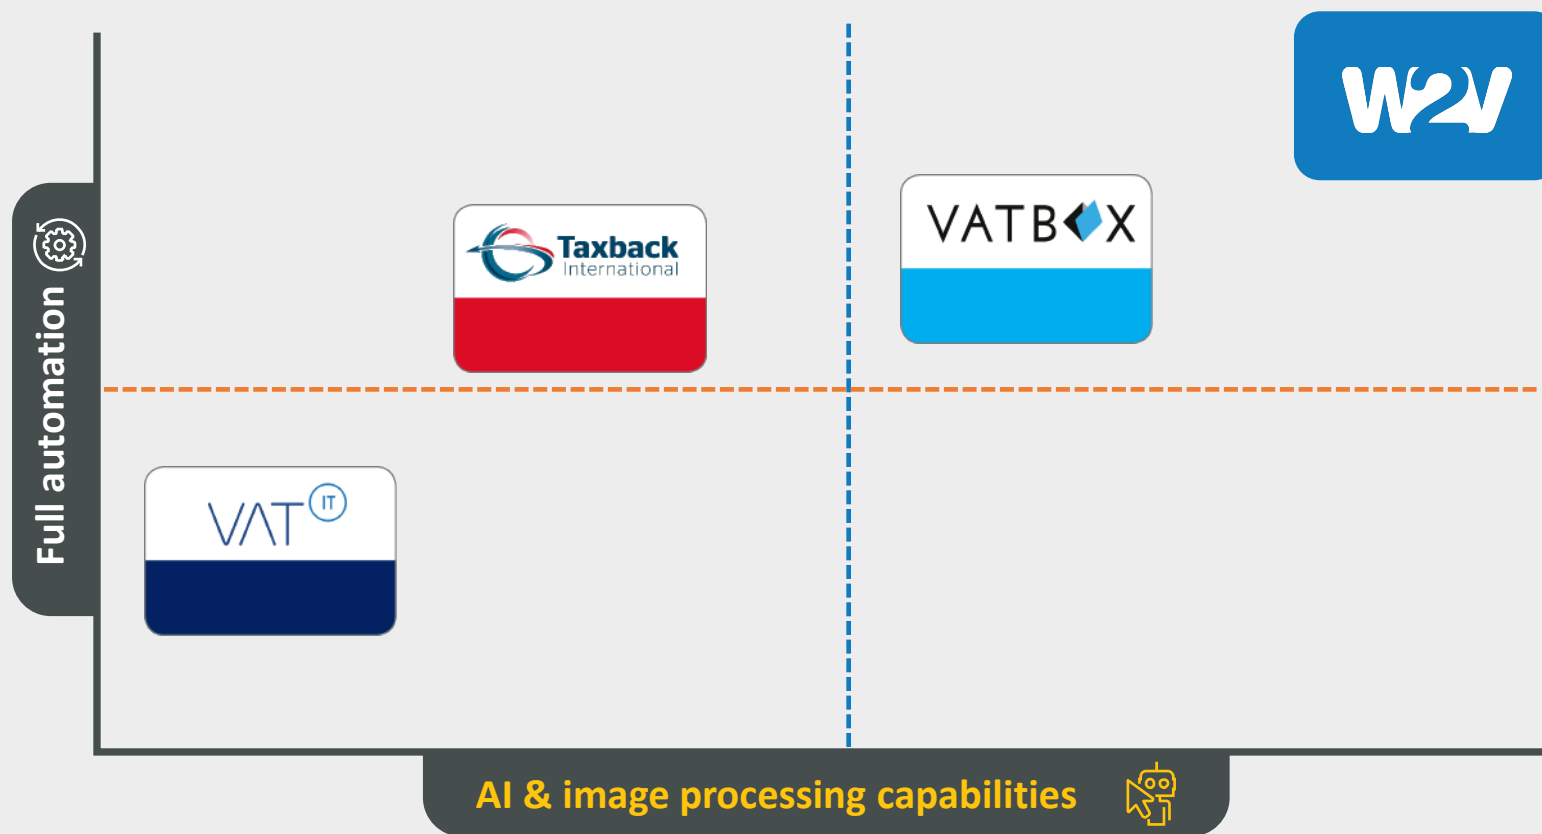 W2V
VATBOX
Taxback
International
Full automation
VAT IT
AI & image processing capabilities